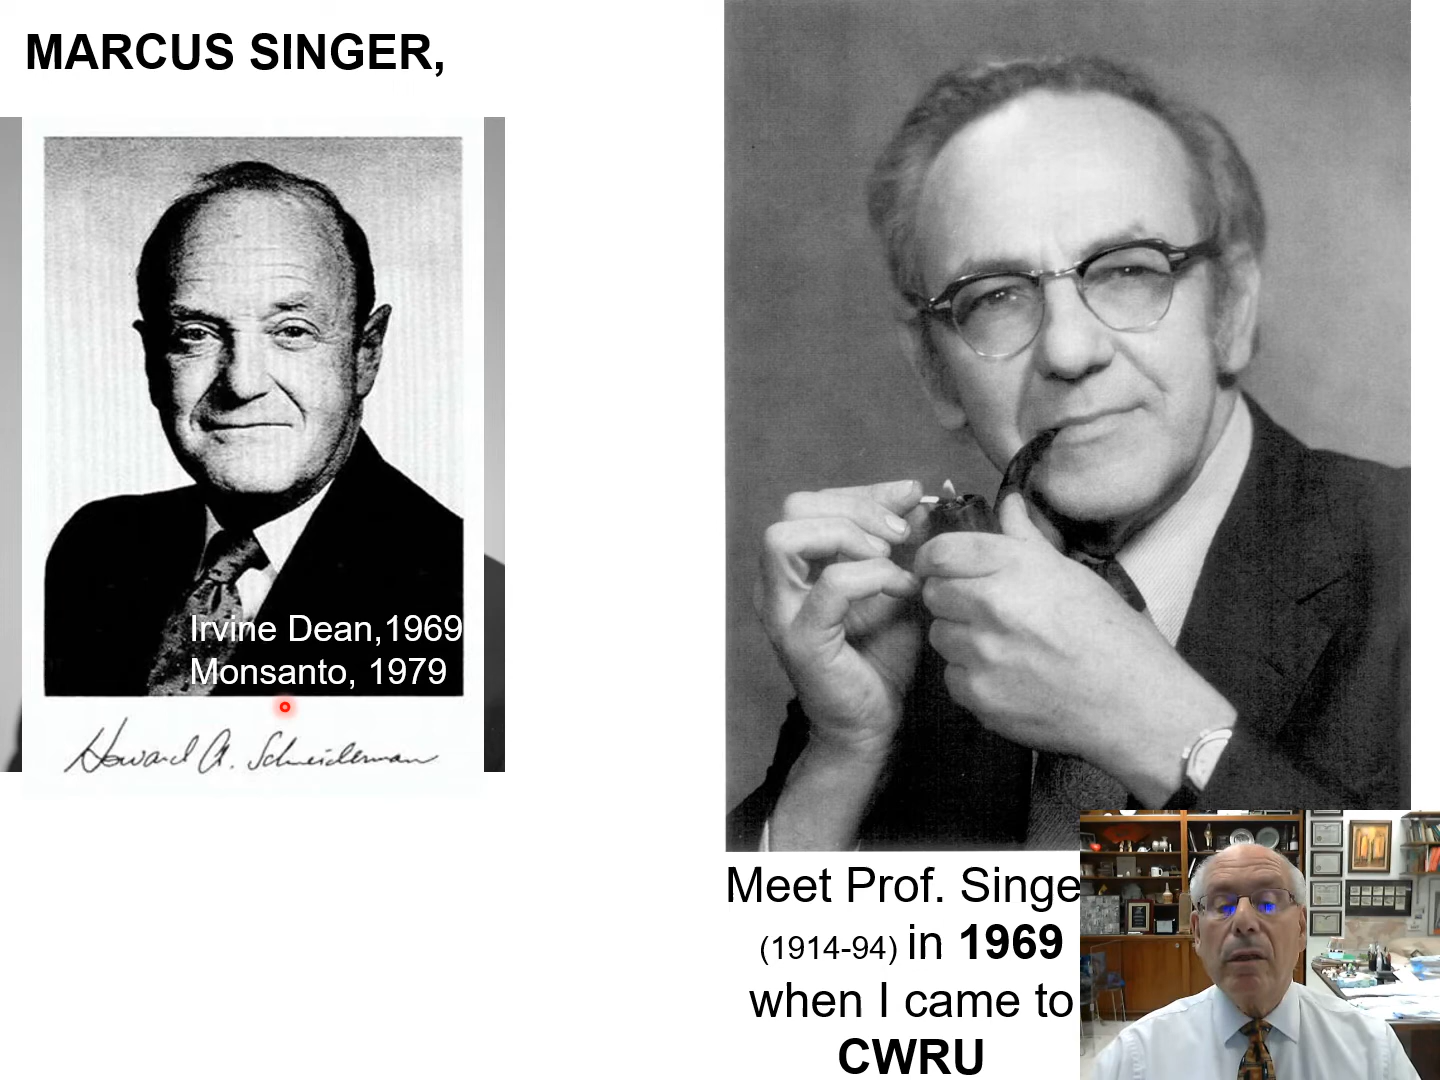 MARCUS SINGER,
Irvine Dean,1969
Monsanto, 1979
Howard A. Schneiderman
Meet Prof. Singe
(1914-94) in 1969
when I came to
CWRU